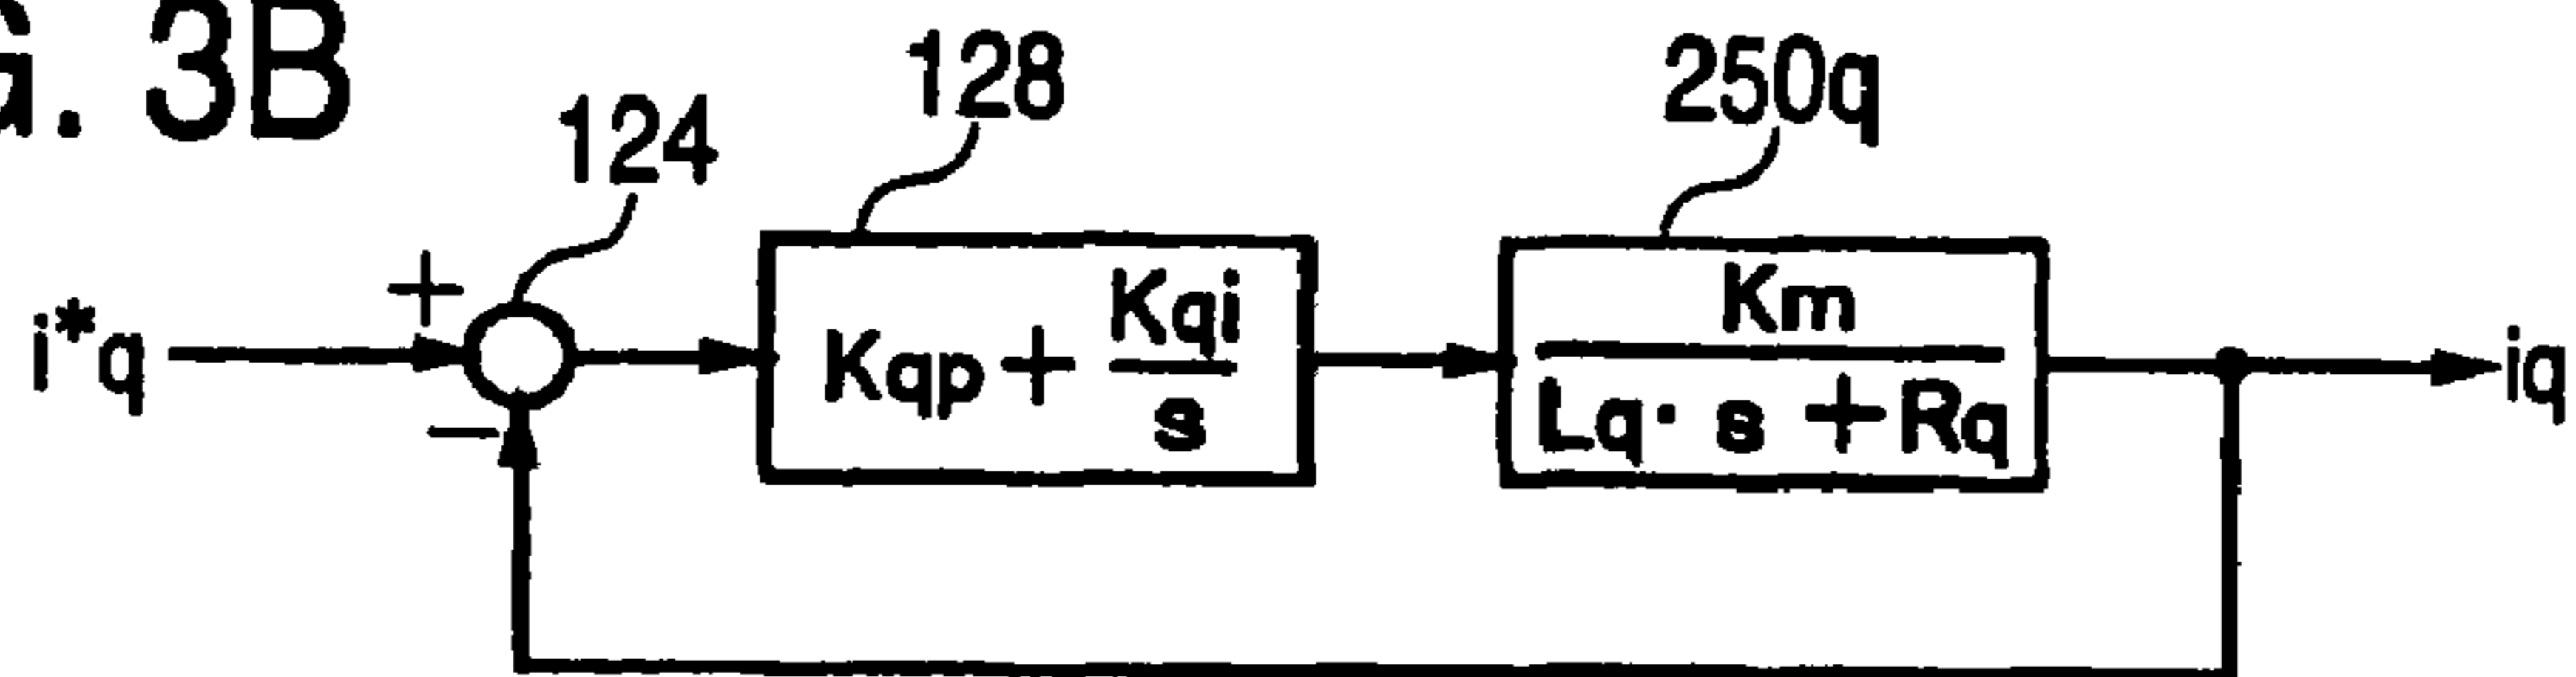 G. 3B
124
128
250q
+
i*q
−
Kqp + Kqi
s
Km
Lq· s + Rq
iq